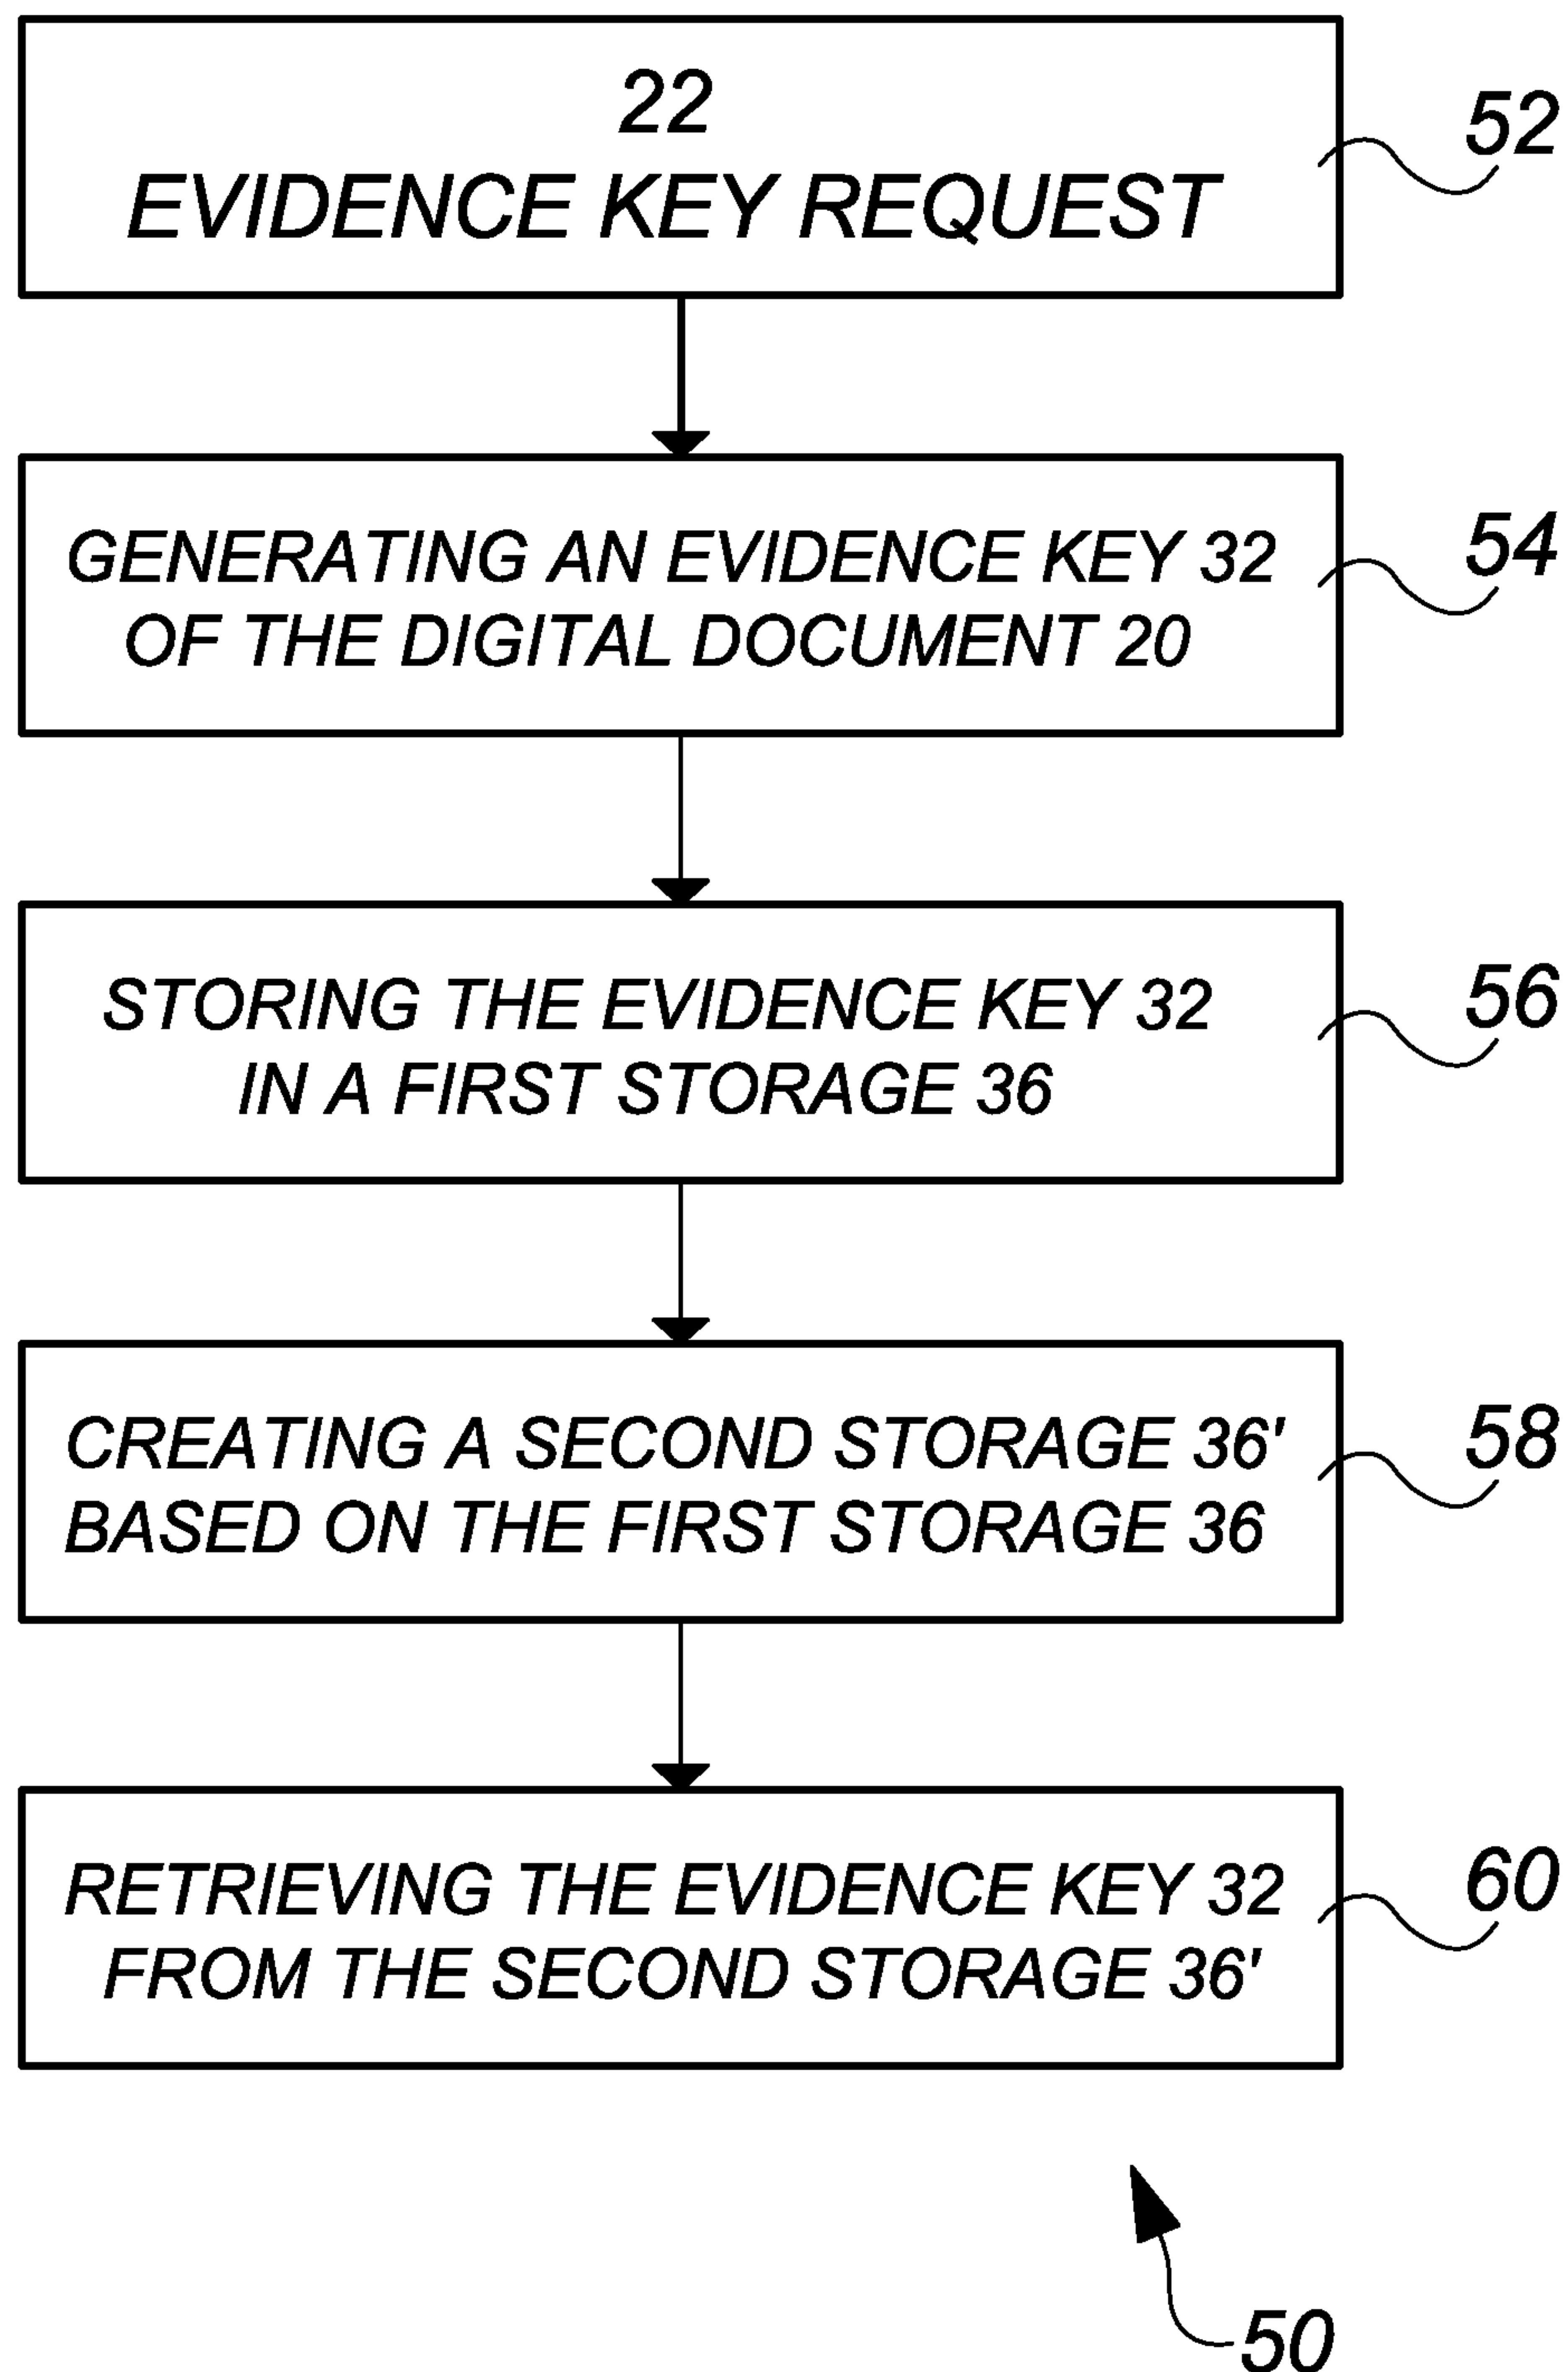 22
EVIDENCE KEY REQUEST
52
GENERATING AN EVIDENCE KEY 32
OF THE DIGITAL DOCUMENT 20
54
STORING THE EVIDENCE KEY 32
IN A FIRST STORAGE 36
56
CREATING A SECOND STORAGE 36'
BASED ON THE FIRST STORAGE 36
58
RETRIEVING THE EVIDENCE KEY 32
FROM THE SECOND STORAGE 36'
60
50